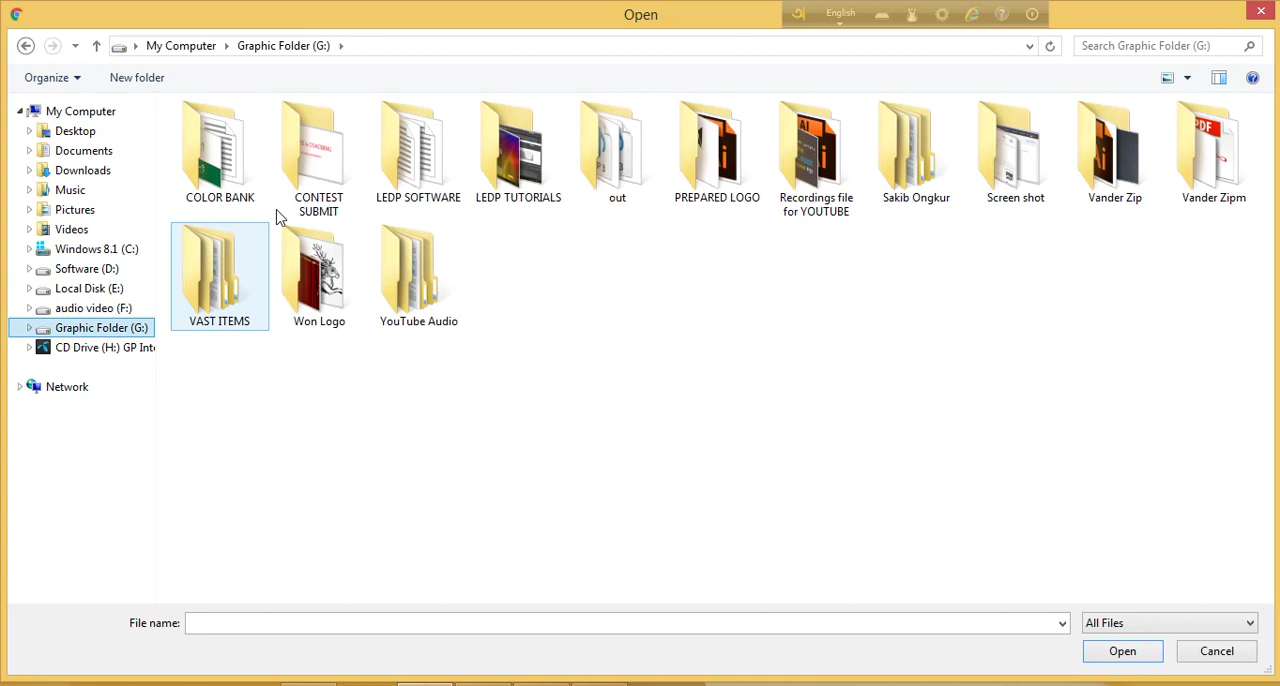 Open
English
My Computer
Graphic Folder (G:)
Search Graphic Folder (G:)
Organize
New folder
My Computer
Desktop
Documents
Downloads
Music
Pictures
Videos
Windows 8.1 (C:)
Software (D:)
Local Disk (E:)
audio video (F:)
Graphic Folder (G:)
CD Drive (H:) GP Inte
Network
COLOR BANK
CONTEST
SUBMIT
LEDP SOFTWARE
LEDP TUTORIALS
out
PREPARED LOGO
Recordings file
for YOUTUBE
Sakib Ongkur
Screen shot
Vander Zip
Vander Zipm
VAST ITEMS
Won Logo
YouTube Audio
File name:
All Files
Open
Cancel